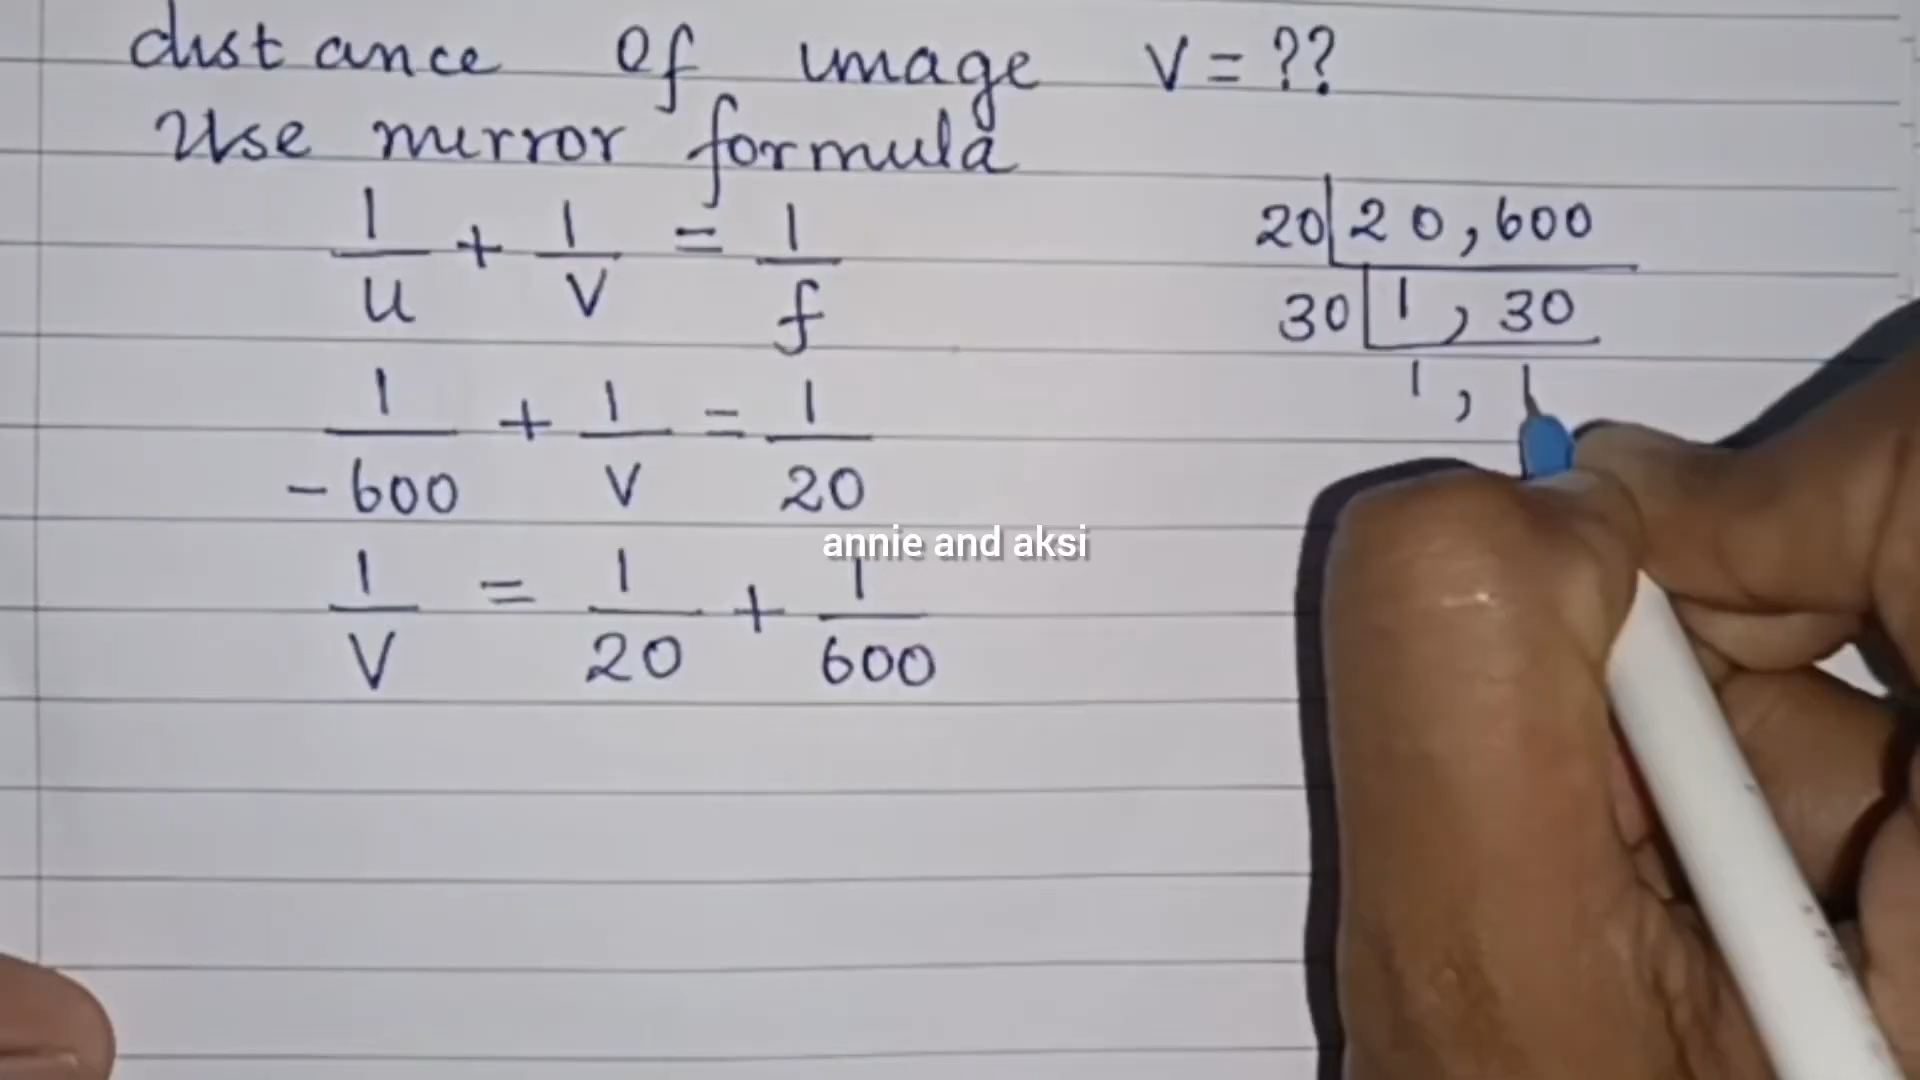 distance of image v = ??
Use mirror formula
1/u + 1/v = 1/f
1/-600 + 1/v = 1/20
1/v = 1/20 + 1/600
20 | 20, 600
30 | 1, 30
1, 1
annie and aksi